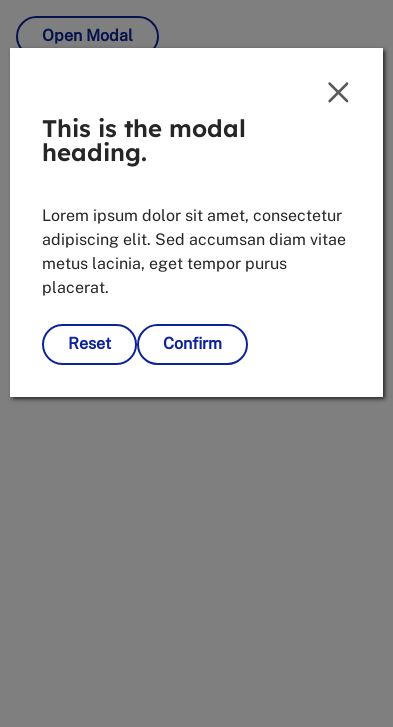 Open Modal
This is the modal
heading.
Lorem ipsum dolor sit amet, consectetur
adipiscing elit. Sed accumsan diam vitae
metus lacinia, eget tempor purus
placerat.
Reset Confirm